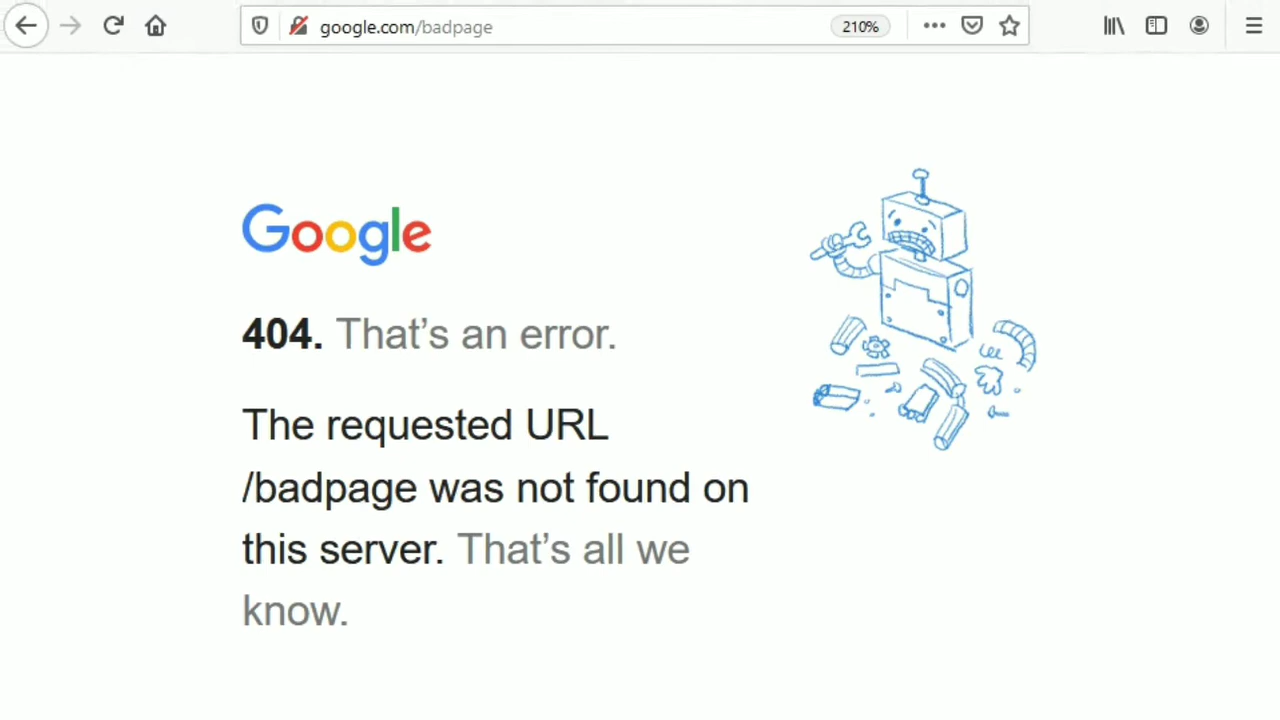 google.com/badpage
210%
Google
404. That’s an error.
The requested URL
/badpage was not found on
this server. That’s all we
know.